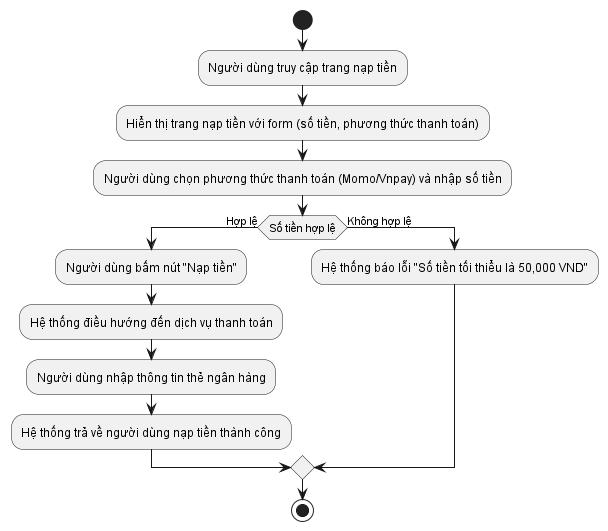 Người dùng truy cập trang nạp tiền
Hiển thị trang nạp tiền với form (số tiền, phương thức thanh toán)
Người dùng chọn phương thức thanh toán (Momo/Vnpay) và nhập số tiền
Hợp lệ
Số tiền hợp lệ
Không hợp lệ
Người dùng bấm nút "Nạp tiền"
Hệ thống báo lỗi "Số tiền tối thiểu là 50,000 VND"
Hệ thống điều hướng đến dịch vụ thanh toán
Người dùng nhập thông tin thẻ ngân hàng
Hệ thống trả về người dùng nạp tiền thành công